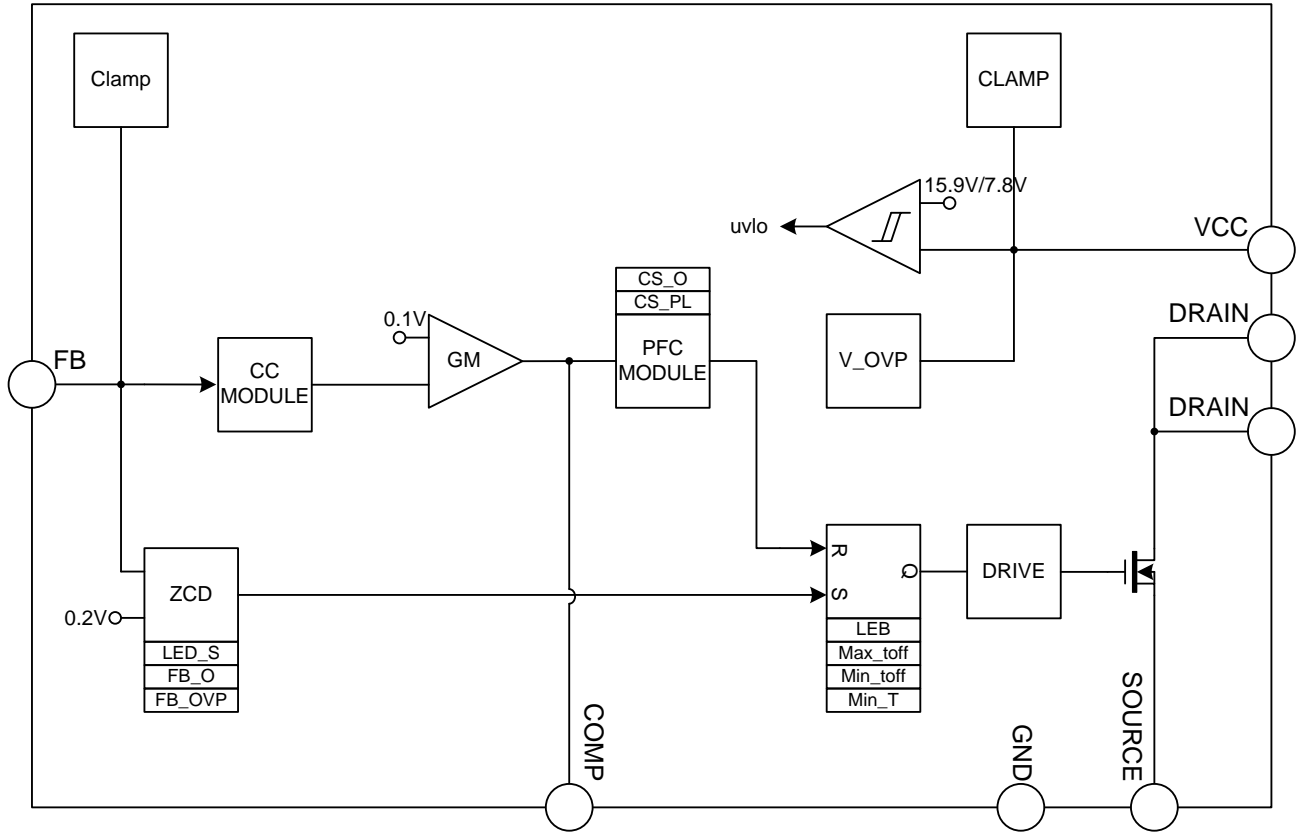 Clamp
CLAMP
15.9V/7.8V
uvlo
VCC
CS_O
CS_PL
DRAIN
0.1V
FB
GM
PFC
MODULE
V_OVP
CC
MODULE
DRAIN
R
S
Q
DRIVE
ZCD
0.2V
LEB
LED_S
Max_toff
FB_O
Min_toff
FB_OVP
Min_T
COMP
GND
SOURCE